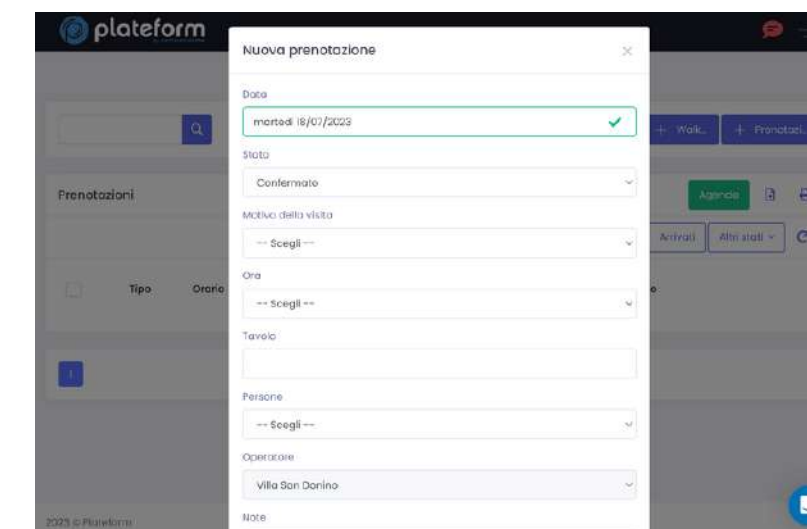 plateform
Nuova prenotazione
Data
martedì 18/07/2023
+ Walk...
+ Prenotazi...
Stato
Confermato
Prenotazioni
Agenda
Motivo della visita
-- Scegli --
Arrivati
Altri stati
Ora
Tipo
Orario
-- Scegli --
Tavolo
1
Persone
-- Scegli --
Operatore
Villa San Donino
Note
2023 © Plateform